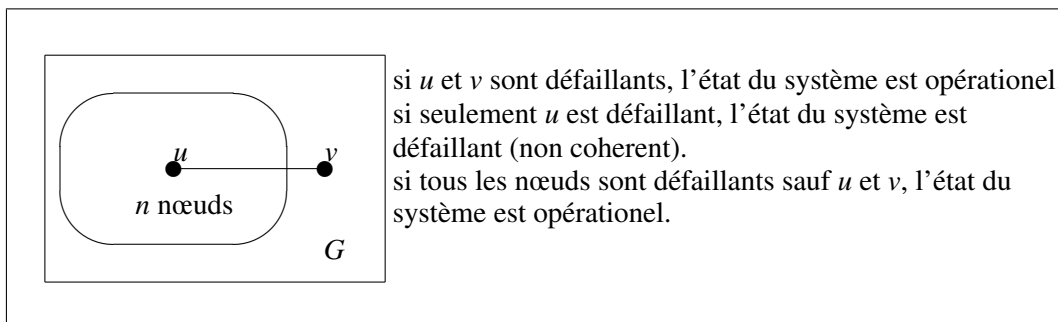 u
v
n nœuds
G
si u et v sont défaillants, l'état du système est opérationel
si seulement u est défaillant, l'état du système est
défaillant (non coherent).
si tous les nœuds sont défaillants sauf u et v, l'état du
système est opérationel.